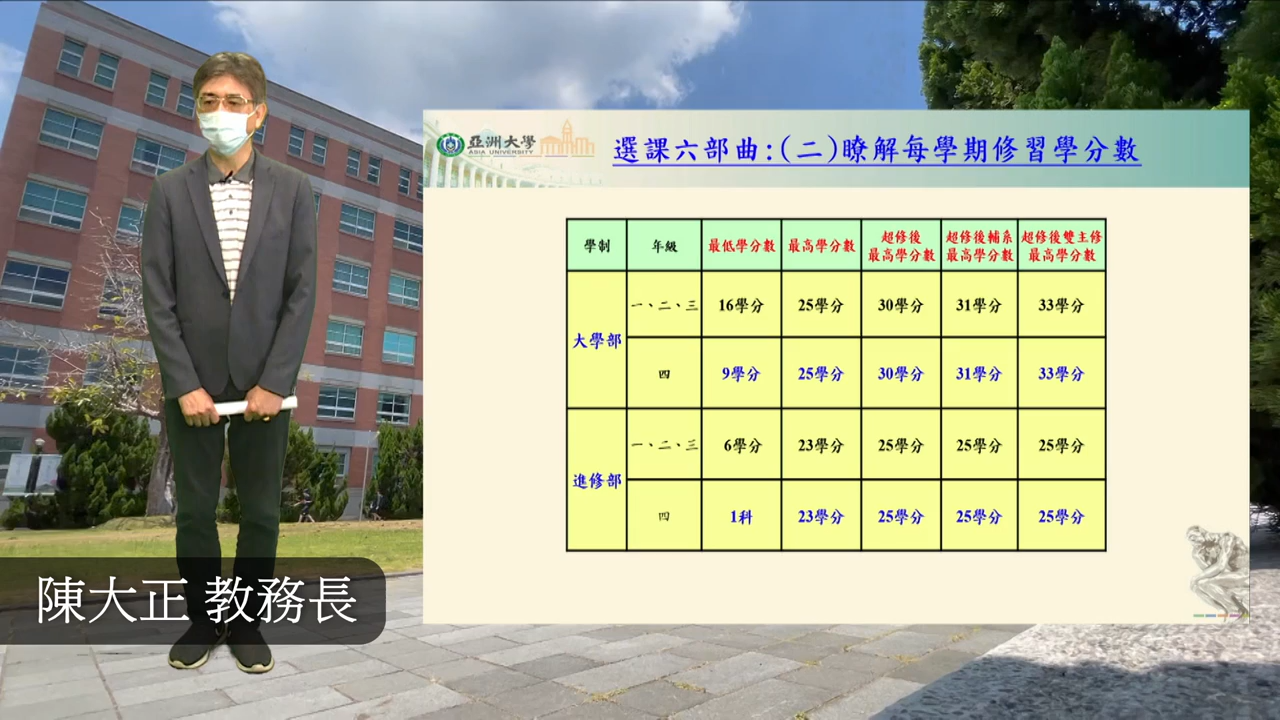 亞洲大學
ASIA UNIVERSITY
選課六部曲:(二)瞭解每學期修習學分數
學制 年級 最低學分數 最高學分數 超修後最高學分數 超修後輔系最高學分數 超修後雙主修最高學分數
大學部 一、二、三 16學分 25學分 30學分 31學分 33學分
四 9學分 25學分 30學分 31學分 33學分
進修部 一、二、三 6學分 23學分 25學分 25學分 25學分
四 1科 23學分 25學分 25學分 25學分
陳大正 教務長